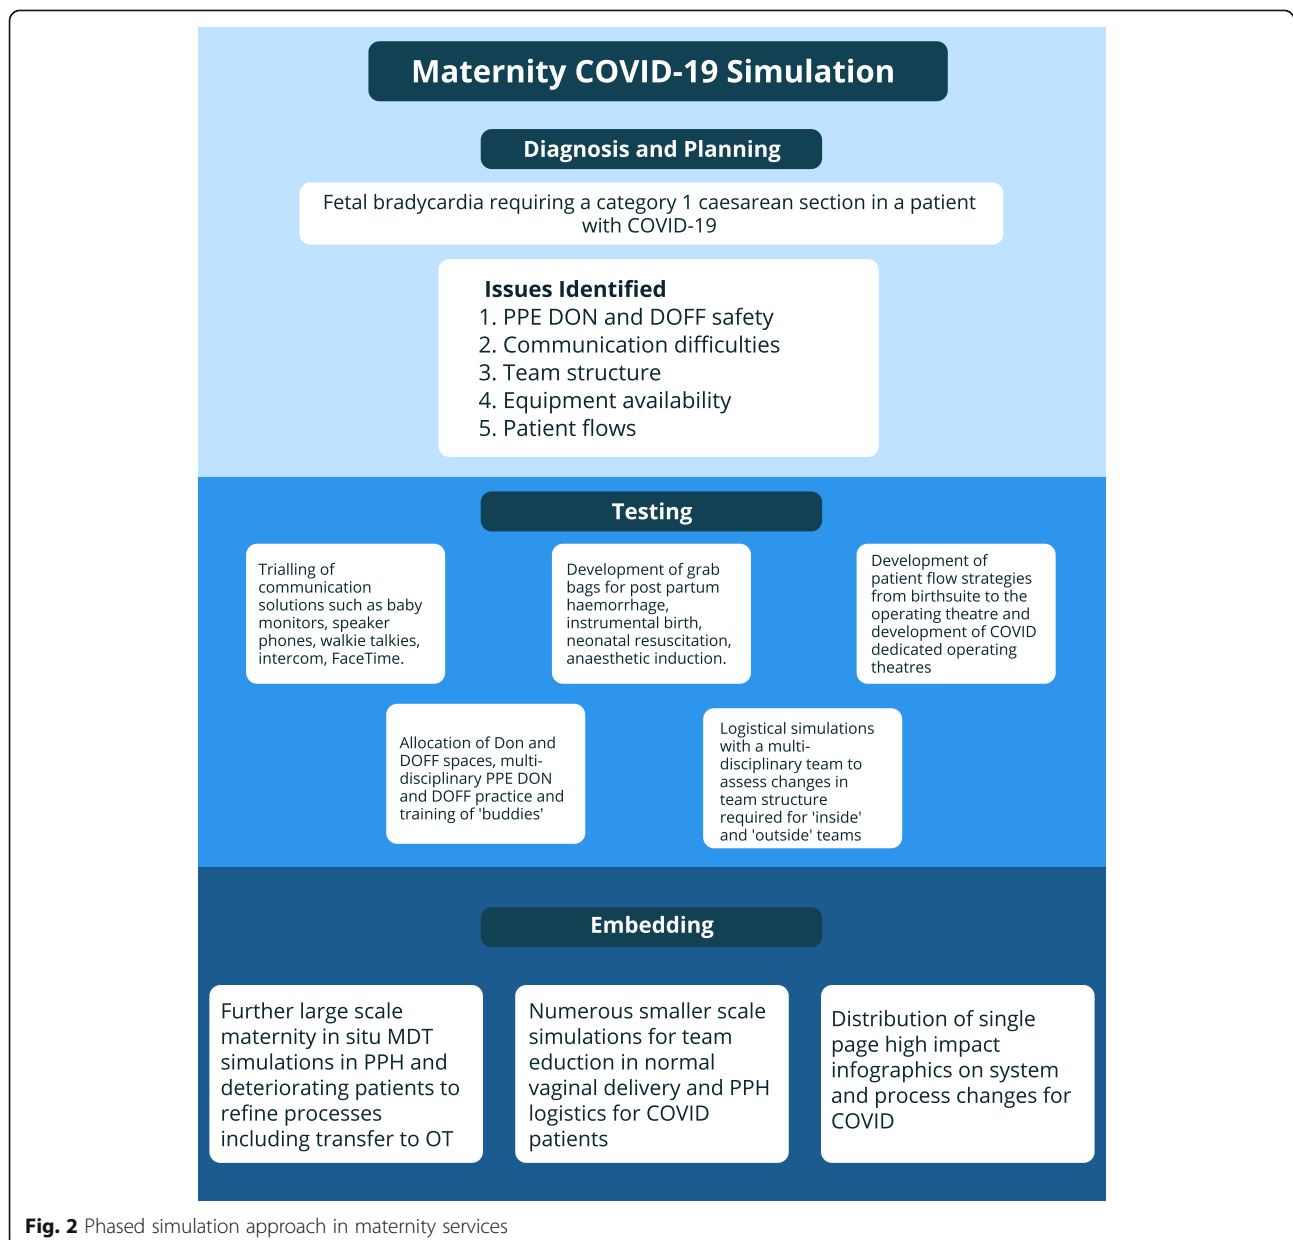 Maternity COVID-19 Simulation
Diagnosis and Planning
Fetal bradycardia requiring a category 1 caesarean section in a patient
with COVID-19
Issues Identified
1. PPE DON and DOFF safety
2. Communication difficulties
3. Team structure
4. Equipment availability
5. Patient flows
Testing
Trialling of
communication
solutions such as baby
monitors, speaker
phones, walkie talkies,
intercom, FaceTime.
Development of grab
bags for post partum
haemorrhage,
instrumental birth,
neonatal resuscitation,
anaesthetic induction.
Development of
patient flow strategies
from birthsuite to the
operating theatre and
development of COVID
dedicated operating
theatres
Allocation of Don and
DOFF spaces, multi-
disciplinary PPE DON
and DOFF practice and
training of 'buddies'
Logistical simulations
with a multi-
disciplinary team to
assess changes in
team structure
required for 'inside'
and 'outside' teams
Embedding
Further large scale
maternity in situ MDT
simulations in PPH and
deteriorating patients to
refine processes
including transfer to OT
Numerous smaller scale
simulations for team
eduction in normal
vaginal delivery and PPH
logistics for COVID
patients
Distribution of single
page high impact
infographics on system
and process changes for
COVID
Fig. 2 Phased simulation approach in maternity services